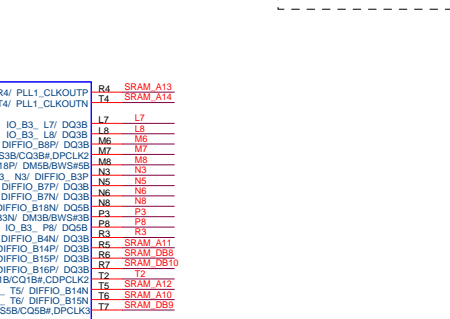 R4/ PLL1_CLKOUTP R4 SRAM_A13
T4/ PLL1_CLKOUTN T4 SRAM_A14
IO_B3_ L7/ DQ3B L7 L7
IO_B3_ L8/ DQ3B L8 L8
DIFFIO_B8P/ DQ3B M6 M6
S3B/CQ3B#,DPCLK2 M7 M7
18P/ DM5B/BWS#5B M8 M8
3_ N3/ DIFFIO_B3P N3 N3
DIFFIO_B7P/ DQ3B N5 N5
DIFFIO_B7N/ DQ3B N6 N6
DIFFIO_B18N/ DQ5B N8 N8
B3N/ DM3B/BWS#3B P3 P3
IO_B3_ P8/ DQ5B P8 P8
DIFFIO_B4N/ DQ3B R3 R3
DIFFIO_B14P/ DQ3B R5 SRAM_A11
DIFFIO_B15P/ DQ3B R6 SRAM_DB8
DIFFIO_B16P/ DQ3B R7 SRAM_DB10
1B/CQ1B#,CDPCLK2 T2 T2
_ T5/ DIFFIO_B14N T5 SRAM_A12
_ T6/ DIFFIO_B15N T6 SRAM_A10
S5B/CQ5B#,DPCLK3 T7 SRAM_DB9